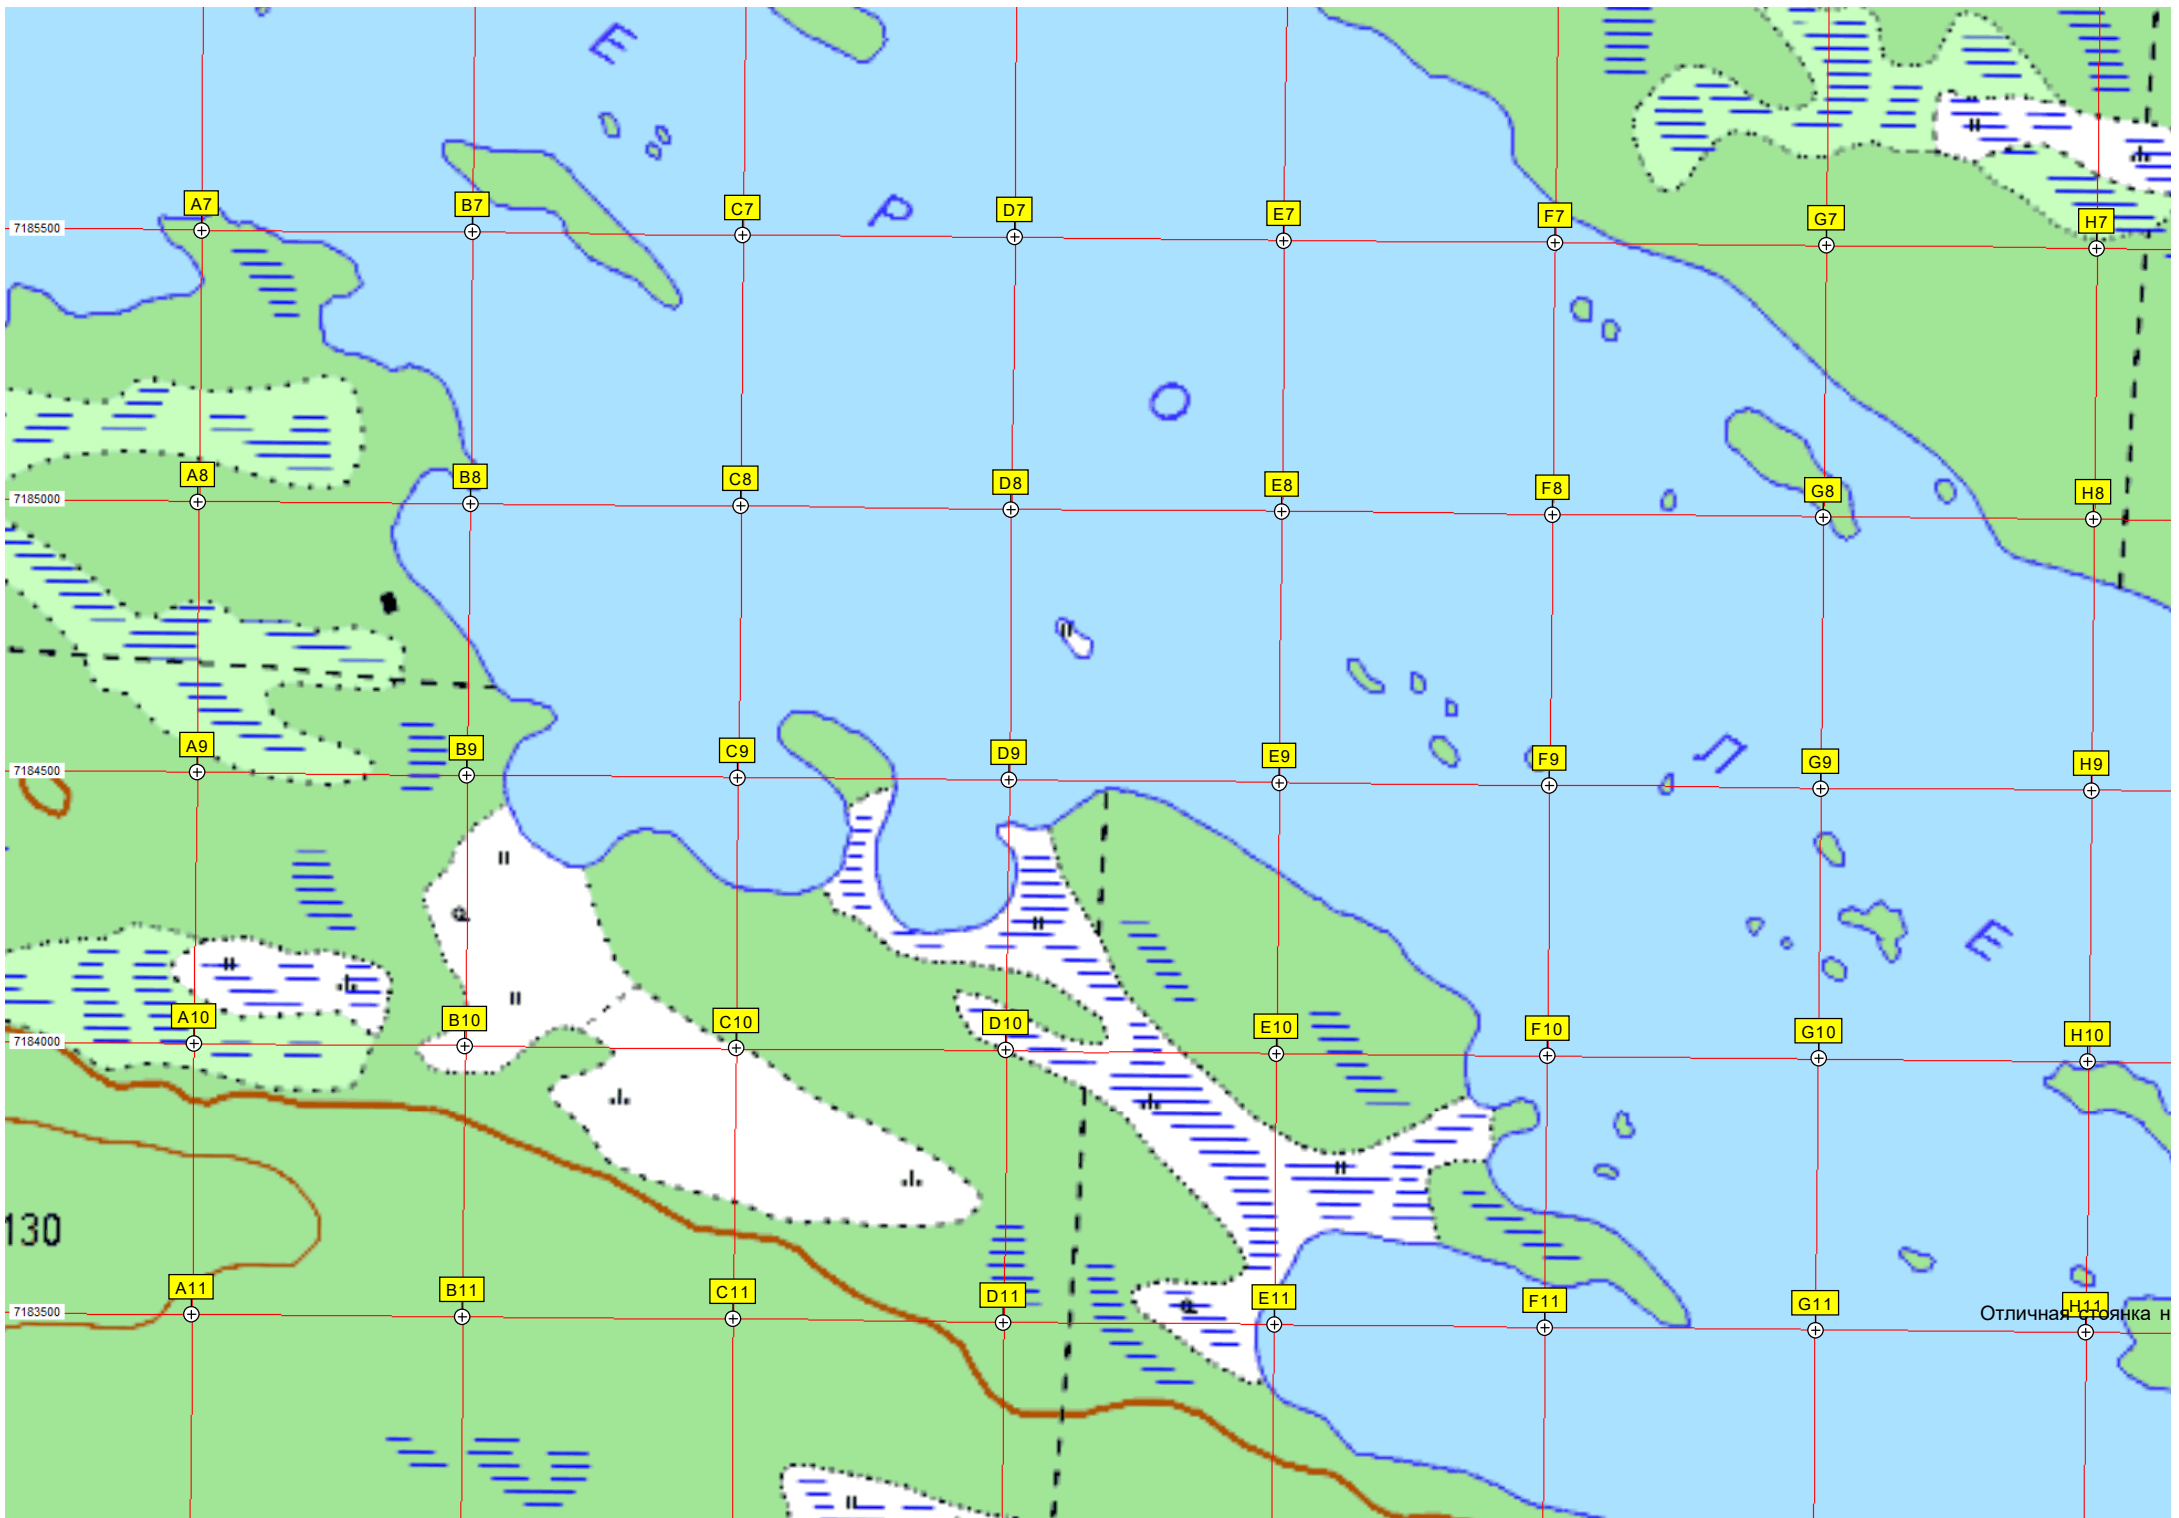 Е
Р
A7 B7 C7 D7 E7 F7 G7 H7
7185500
О
A8 B8 C8 D8 E8 F8 G8 H8
7185000
Л
A9 B9 C9 D9 E9 F9 G9 H9
7184500
Е
A10 B10 C10 D10 E10 F10 G10 H10
7184000
130
A11 B11 C11 D11 E11 F11 G11 H11
7183500
Отличная стоянка н